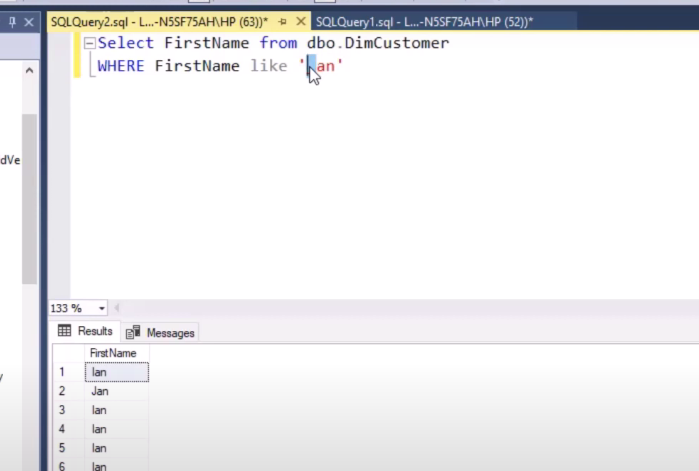 SQLQuery2.sql - L...-N5SF75AH\HP (63))* SQLQuery1.sql - L...-N5SF75AH\HP (52))*
Select FirstName from dbo.DimCustomer
WHERE FirstName like ' an'
dVe
133 %
Results Messages
FirstName
1 Ian
2 Jan
3 Ian
4 Ian
5 Ian
6 Ian